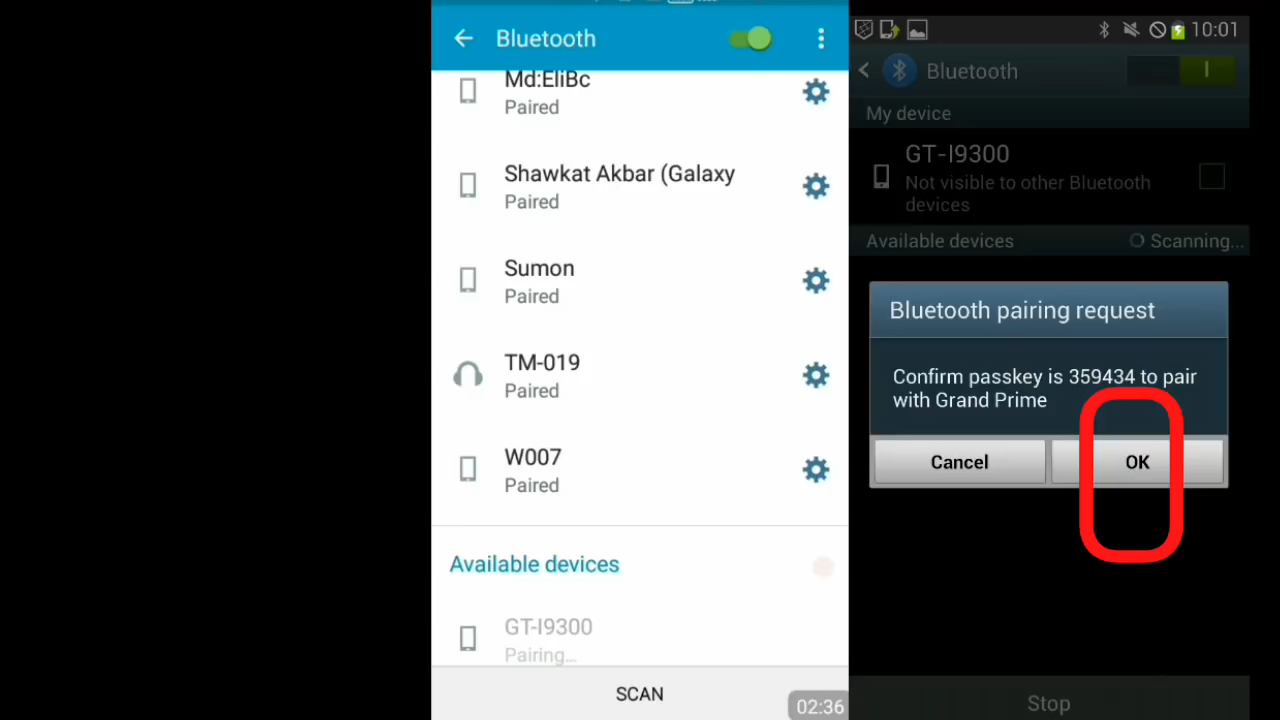 Bluetooth
Md:EliBc
Paired
Shawkat Akbar (Galaxy
Paired
Sumon
Paired
TM-019
Paired
W007
Paired
Available devices
GT-I9300
Pairing...
SCAN
02:36
10:01
Bluetooth
My device
GT-I9300
Not visible to other Bluetooth
devices
Available devices
Scanning...
Bluetooth pairing request
Confirm passkey is 359434 to pair
with Grand Prime
Cancel
OK
Stop